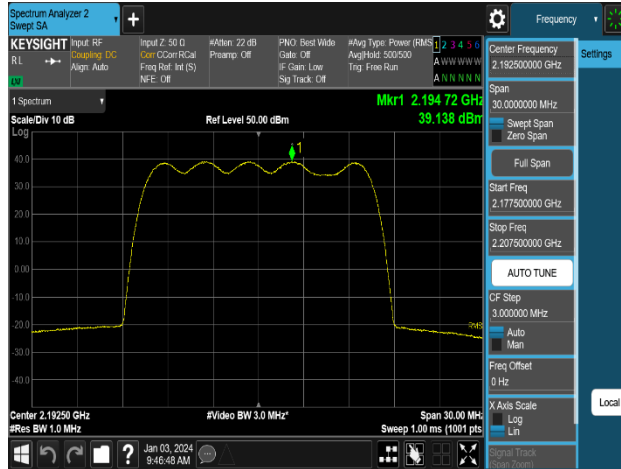 Spectrum Analyzer 2
Swept SA
Frequency
KEYSIGHT
RL
LW
Input: RF
Coupling: DC
Align: Auto
Input Z: 50 Ω
Corr CCorr RCal
Freq Ref: Int (S)
NFE: Off
#Atten: 22 dB
Preamp: Off
PNO: Best Wide
Gate: Off
IF Gain: Low
Sig Track: Off
#Avg Type: Power (RMS
Avg|Hold: 500/500
Trig: Free Run
1 2 3 4 5 6
A W W W W W
A N N N N N
Center Frequency
2.192500000 GHz
Settings
1 Spectrum
Scale/Div 10 dB
Log
Ref Level 50.00 dBm
Mkr1 2.194 72 GHz
39.138 dBm
Span
30.0000000 MHz
Swept Span
Zero Span
Full Span
Start Freq
2.177500000 GHz
Stop Freq
2.207500000 GHz
AUTO TUNE
CF Step
3.000000 MHz
Auto
Man
Freq Offset
0 Hz
X Axis Scale
Log
Lin
Local
Signal Track
(Span Zoom)
1
40.0
30.0
20.0
10.0
0.00
-10.0
-20.0
-30.0
-40.0
RMS
Center 2.19250 GHz
#Res BW 1.0 MHz
#Video BW 3.0 MHz*
Span 30.00 MHz
Sweep 1.00 ms (1001 pts
?
Jan 03, 2024
9:46:48 AM